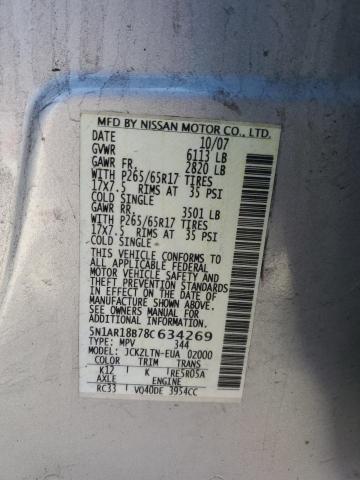 MFD BY NISSAN MOTOR CO., LTD.
DATE 10/07
GVWR 6113 LB
GAWR FR. 2820 LB
WITH P265/65R17 TIRES
17X7.5 RIMS AT 35 PSI
COLD SINGLE
GAWR RR. 3501 LB
WITH P265/65R17 TIRES
17X7.5 RIMS AT 35 PSI
COLD SINGLE
THIS VEHICLE CONFORMS TO
ALL APPLICABLE FEDERAL
MOTOR VEHICLE SAFETY AND
THEFT PREVENTION STANDARDS
IN EFFECT ON THE DATE OF
MANUFACTURE SHOWN ABOVE.
SEE OWNERS MANUAL.
5N1AR18B78C634269
TYPE: MPV 344
MODEL: JCKZLTN-EUA 02000
COLOR TRIM TRANS
K12 K RE5R05A
AXLE ENGINE
RC33 VQ40DE 3954CC